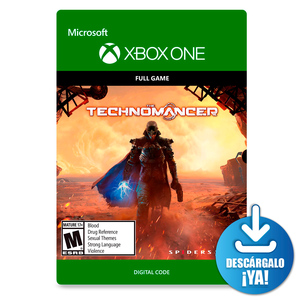 Microsoft
XBOX ONE
FULL GAME
TECHNOMANCER
MATURE 17+
M
ESRB
Blood
Drug Reference
Sexual Themes
Strong Language
Violence
SPIDERS
DIGITAL CODE
DESCÁRGALO
¡YA!